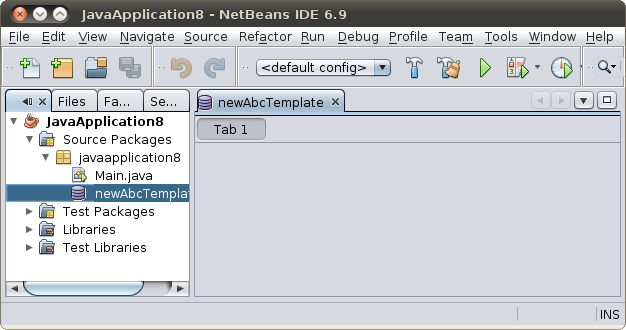 JavaApplication8 - NetBeans IDE 6.9
File Edit View Navigate Source Refactor Run Debug Profile Team Tools Window Help
<default config>
Files Fa... Se... newAbcTemplate
JavaApplication8
Tab 1
Source Packages
javaapplication8
Main.java
newAbcTemplat
Test Packages
Libraries
Test Libraries
INS